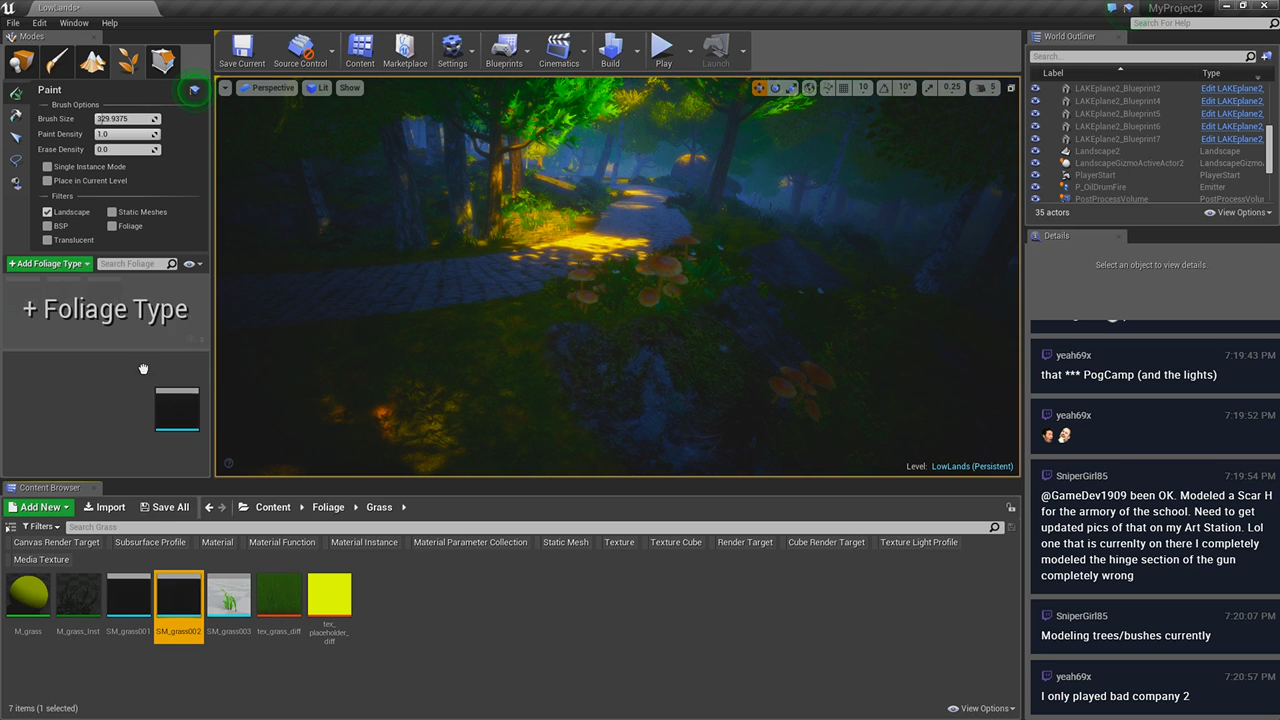 LowLands*
MyProject2
File Edit Window Help
Search For Help
Modes
Save Current
Source Control
Content
Marketplace
Settings
Blueprints
Cinematics
Build
Play
Launch
World Outliner
Search...
Label Type
LAKEplane2_Blueprint2 Edit LAKEplane2_
LAKEplane2_Blueprint4 Edit LAKEplane2_
LAKEplane2_Blueprint5 Edit LAKEplane2_
LAKEplane2_Blueprint6 Edit LAKEplane2_
LAKEplane2_Blueprint7 Edit LAKEplane2_
Landscape2 Landscape
LandscapeGizmoActiveActor2 LandscapeGizmo
PlayerStart PlayerStart
P_OilDrumFire Emitter
PostProcessVolume PostProcessVolu
35 actors View Options
Paint
Brush Options
Brush Size 329.9375
Paint Density 1.0
Erase Density 0.0
Single Instance Mode
Place in Current Level
Filters
Landscape Static Meshes
BSP Foliage
Translucent
+ Add Foliage Type Search Foliage
+ Foliage Type
Perspective Lit Show
10 10° 0.25 5
Level: LowLands (Persistent)
Details
Select an object to view details.
yeah69x 7:19:43 PM
that *** PogCamp (and the lights)
yeah69x 7:19:52 PM
SniperGirl85 7:19:54 PM
@GameDev1909 been OK. Modeled a Scar H
for the armory of the school. Need to get
updated pics of that on my Art Station. Lol
one that is currenlty on there I completely
modeled the hinge section of the gun
completely wrong
SniperGirl85 7:20:07 PM
Modeling trees/bushes currently
yeah69x 7:20:57 PM
I only played bad company 2
Content Browser
Add New Import Save All Content Foliage Grass
Filters Search Grass
Canvas Render Target Subsurface Profile Material Material Function Material Instance Material Parameter Collection Static Mesh Texture Texture Cube Render Target Cube Render Target Texture Light Profile
Media Texture
M_grass
M_grass_Inst
SM_grass001
SM_grass002
SM_grass003
tex_grass_diff
tex_
placeholder_
diff
7 items (1 selected) View Options